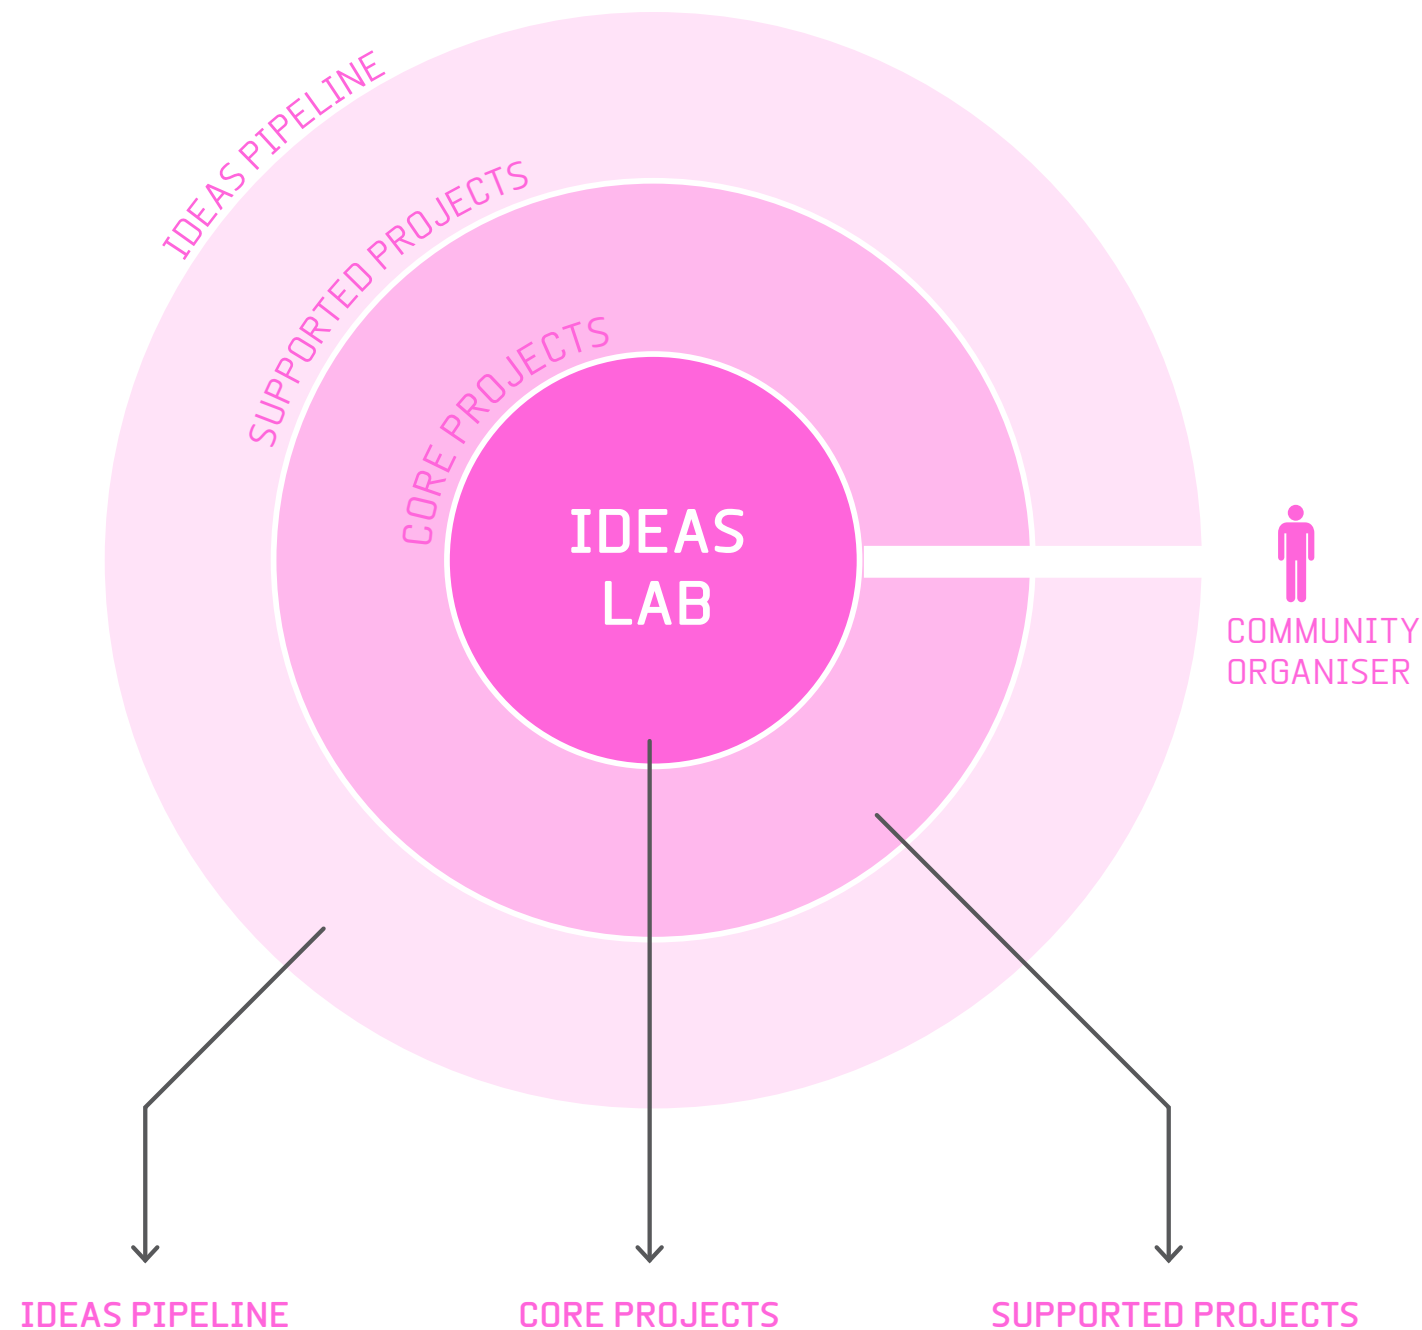 IDEAS PIPELINE
SUPPORTED PROJECTS
CORE PROJECTS
IDEAS
LAB
COMMUNITY
ORGANISER
IDEAS PIPELINE
CORE PROJECTS
SUPPORTED PROJECTS